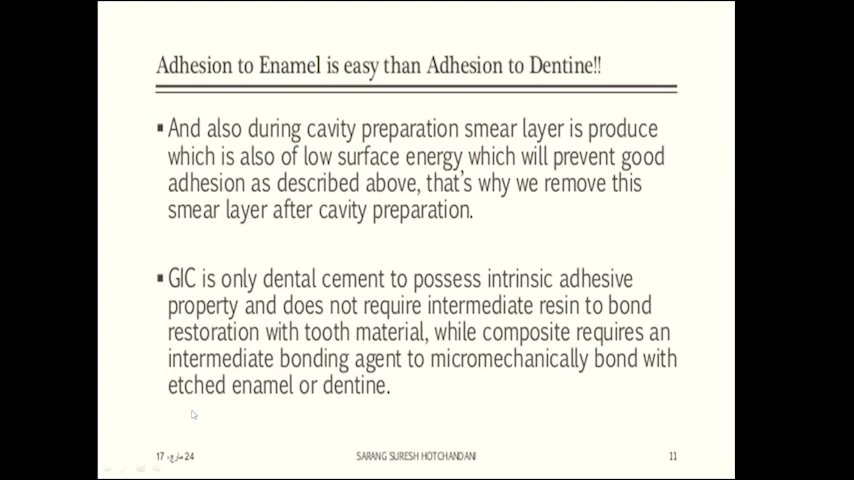 Adhesion to Enamel is easy than Adhesion to Dentine!!
▪ And also during cavity preparation smear layer is produce
which is also of low surface energy which will prevent good
adhesion as described above, that's why we remove this
smear layer after cavity preparation.
▪ GIC is only dental cement to possess intrinsic adhesive
property and does not require intermediate resin to bond
restoration with tooth material, while composite requires an
intermediate bonding agent to micromechanically bond with
etched enamel or dentine.
24 مارچ، 17
SARANG SURESH HOTCHANDANI
11